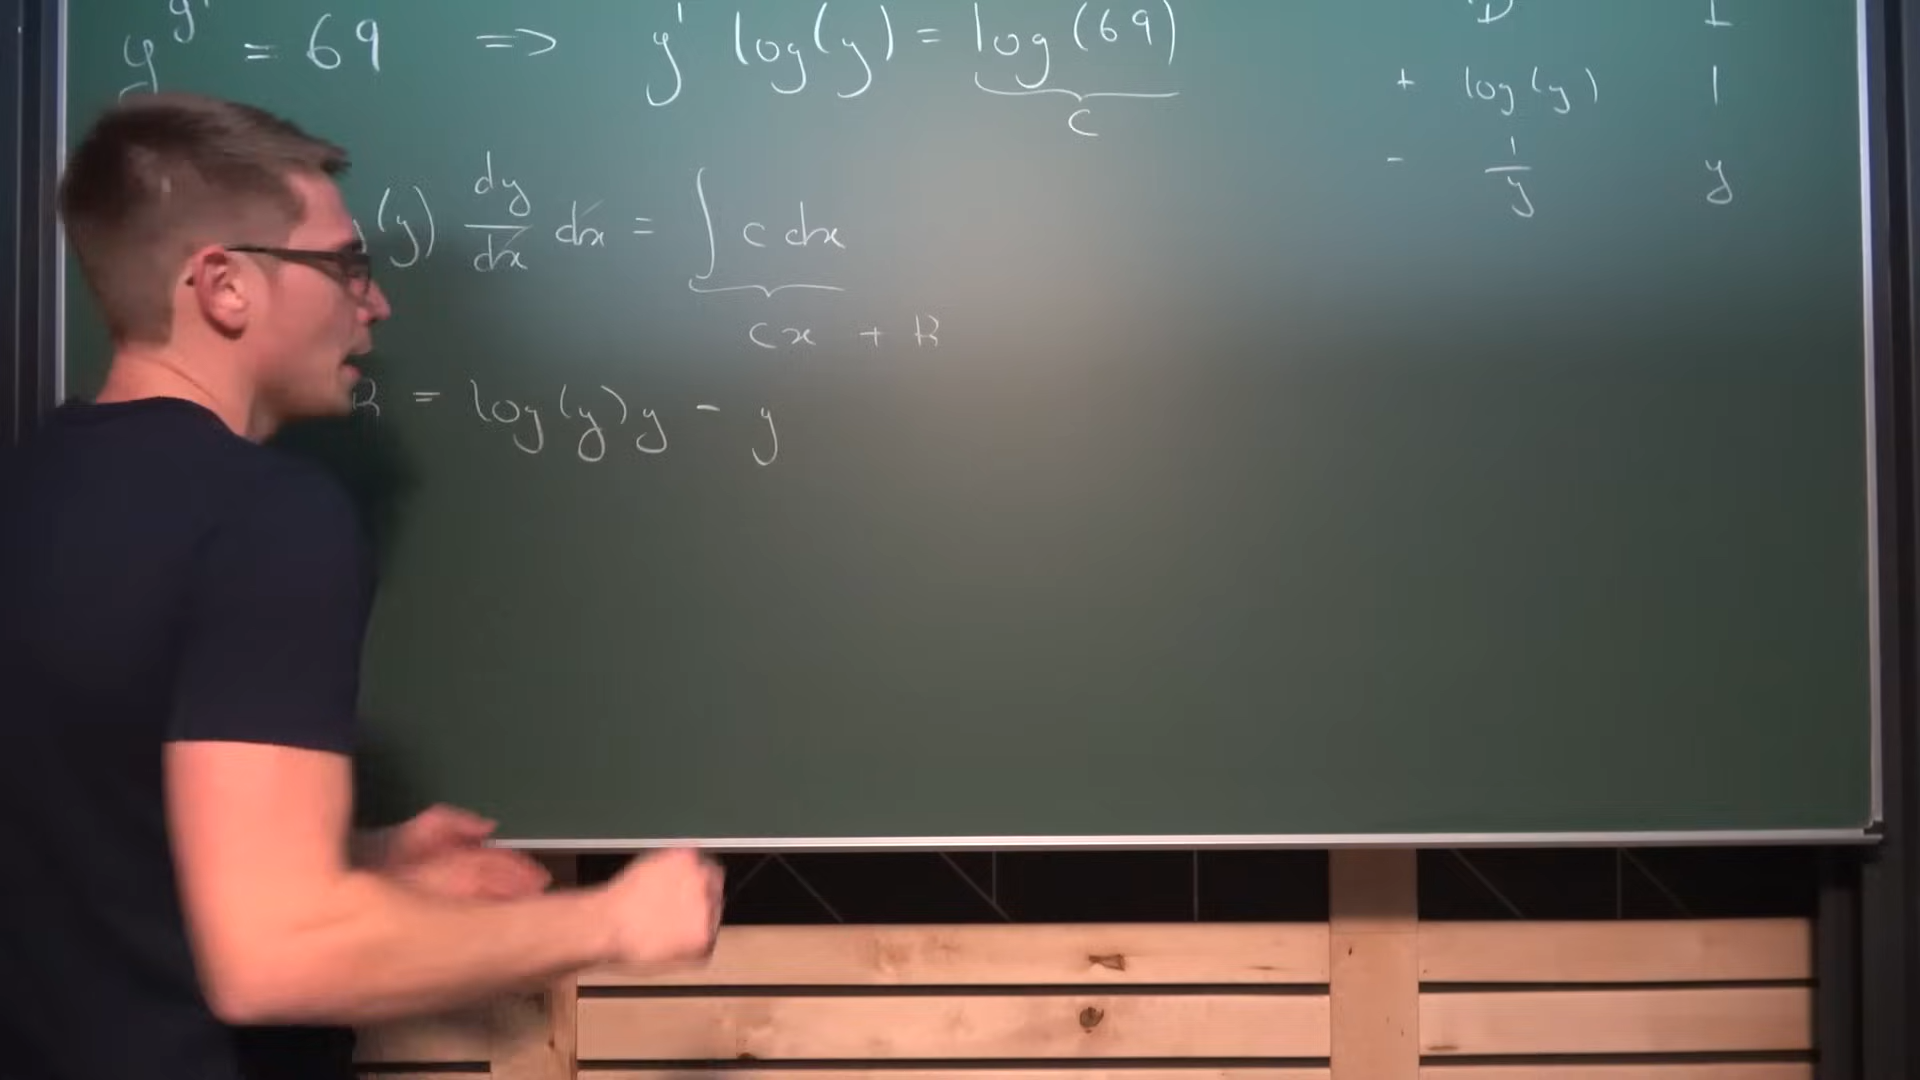 y^{y'} = 69 => y' log(y) = log(69)
c
(y) dy/dx dx = ∫ c dx
cx + R
R = log(y)y - y
D I
+ log(y) 1
- 1/y y